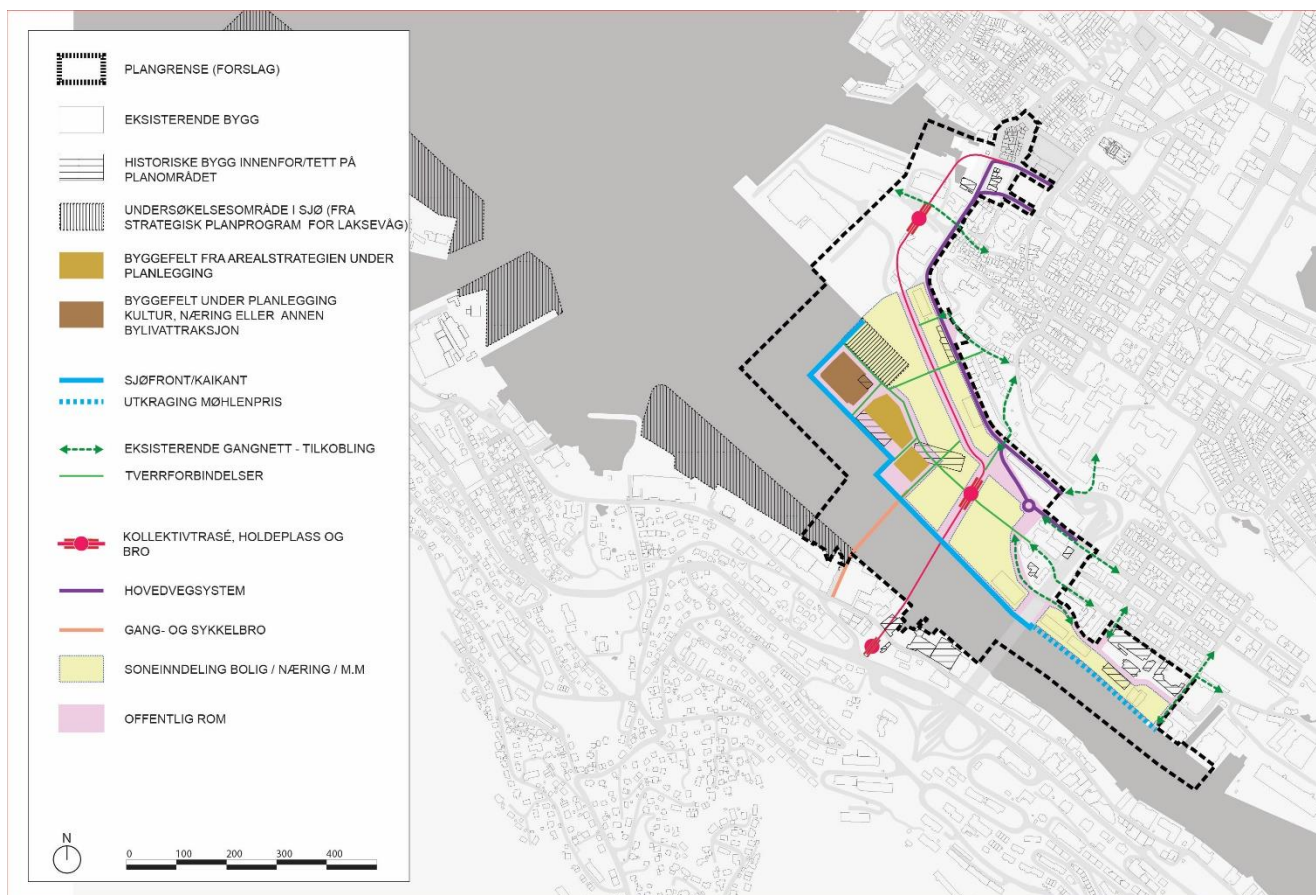 PLANGRENSE (FORSLAG)
EKSISTERENDE BYGG
HISTORISKE BYGG INNENFOR/TETT PÅ
PLANOMRÅDET
UNDERSØKELSESOMRÅDE I SJØ (FRA
STRATEGISK PLANPROGRAM FOR LAKSEVÅG)
BYGGEFELT FRA AREALSTRATEGIEN UNDER
PLANLEGGING
BYGGEFELT UNDER PLANLEGGING
KULTUR, NÆRING ELLER ANNEN
BYLIVATTRAKSJON
SJØFRONT/KAIKANT
UTKRAGING MØHLENPRIS
EKSISTERENDE GANGNETT - TILKOBLING
TVERRFORBINDELSER
KOLLEKTIVTRASÉ, HOLDEPLASS OG
BRO
HOVEDVEGSYSTEM
GANG- OG SYKKELBRO
SONEINNDELING BOLIG / NÆRING / M.M
OFFENTLIG ROM
N
0 100 200 300 400